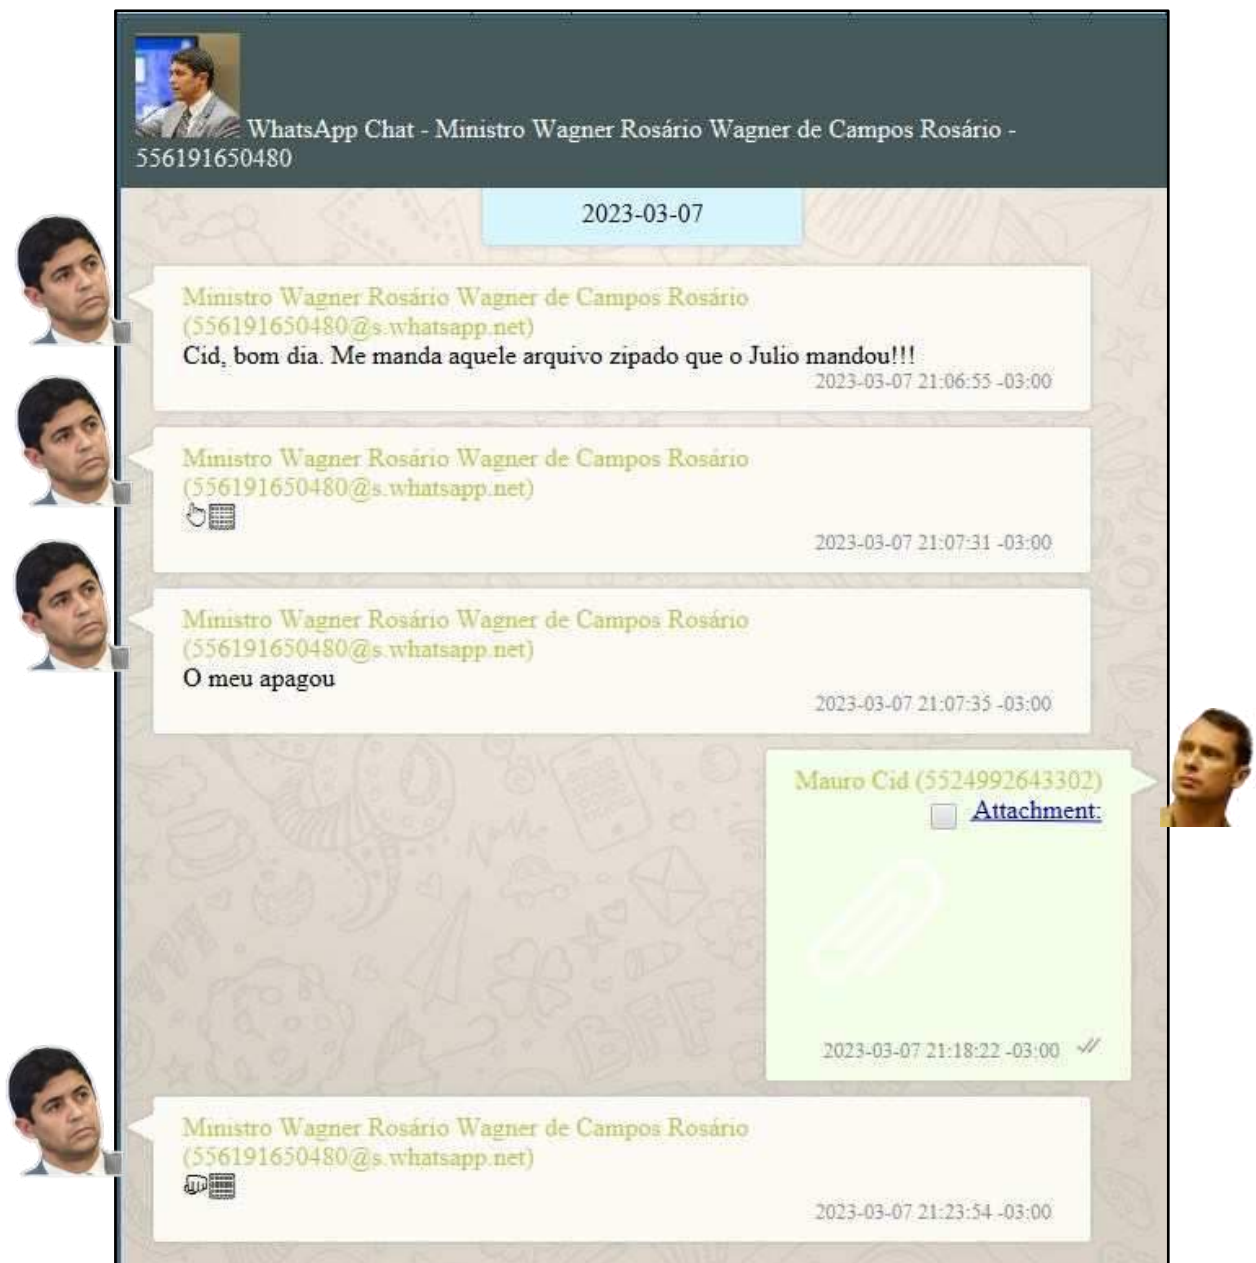 WhatsApp Chat - Ministro Wagner Rosário Wagner de Campos Rosário -
556191650480
2023-03-07
Ministro Wagner Rosário Wagner de Campos Rosário
(556191650480@s.whatsapp.net)
Cid, bom dia. Me manda aquele arquivo zipado que o Julio mandou!!!
2023-03-07 21:06:55 -03:00
Ministro Wagner Rosário Wagner de Campos Rosário
(556191650480@s.whatsapp.net)
2023-03-07 21:07:31 -03:00
Ministro Wagner Rosário Wagner de Campos Rosário
(556191650480@s.whatsapp.net)
O meu apagou
2023-03-07 21:07:35 -03:00
Mauro Cid (5524992643302)
Attachment:
2023-03-07 21:18:22 -03:00
Ministro Wagner Rosário Wagner de Campos Rosário
(556191650480@s.whatsapp.net)
2023-03-07 21:23:54 -03:00